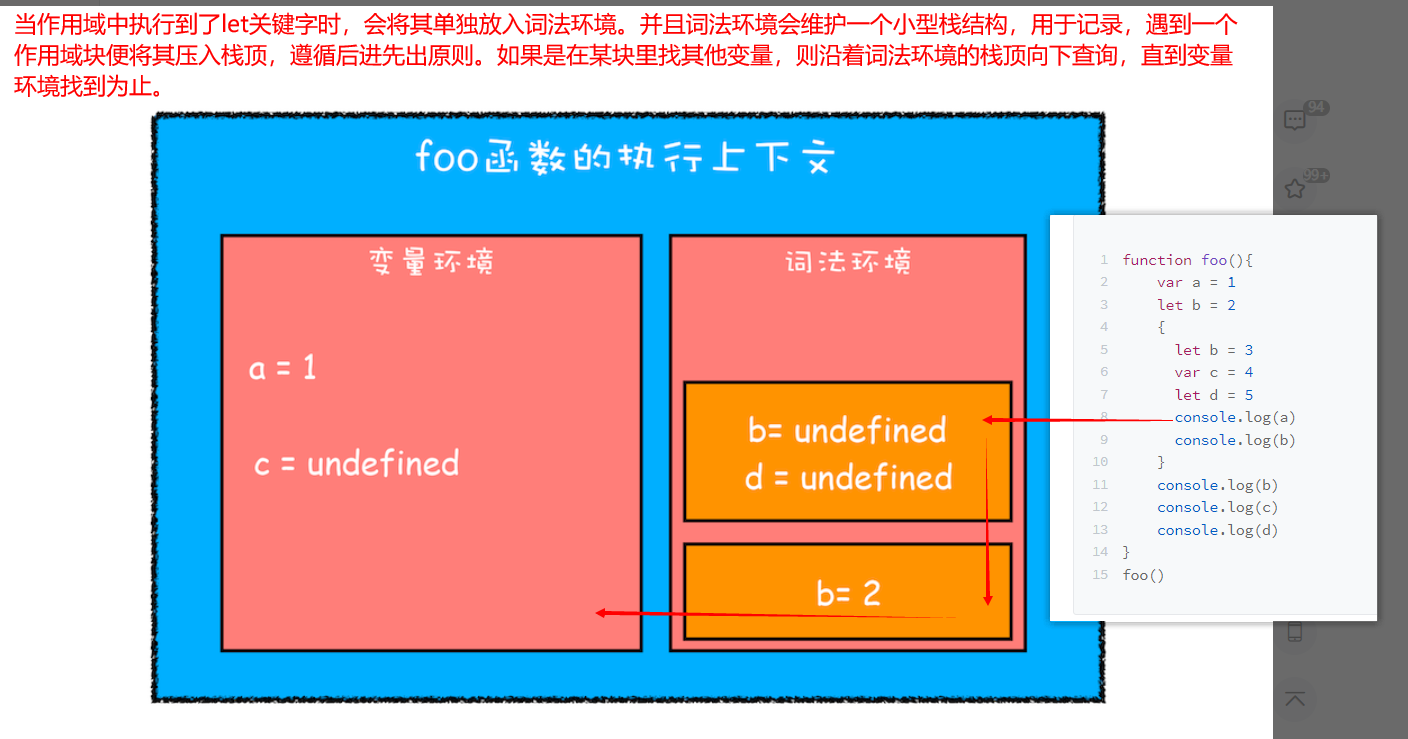 当作用域中执行到了let关键字时，会将其单独放入词法环境。并且词法环境会维护一个小型栈结构，用于记录，遇到一个
作用域块便将其压入栈顶，遵循后进先出原则。如果是在某块里找其他变量，则沿着词法环境的栈顶向下查询，直到变量
环境找到为止。
foo函数的执行上下文
变量环境
a = 1
c = undefined
词法环境
b= undefined
d = undefined
b= 2
1 function foo(){
2 var a = 1
3 let b = 2
4 {
5 let b = 3
6 var c = 4
7 let d = 5
8 console.log(a)
9 console.log(b)
10 }
11 console.log(b)
12 console.log(c)
13 console.log(d)
14 }
15 foo()
94
99+